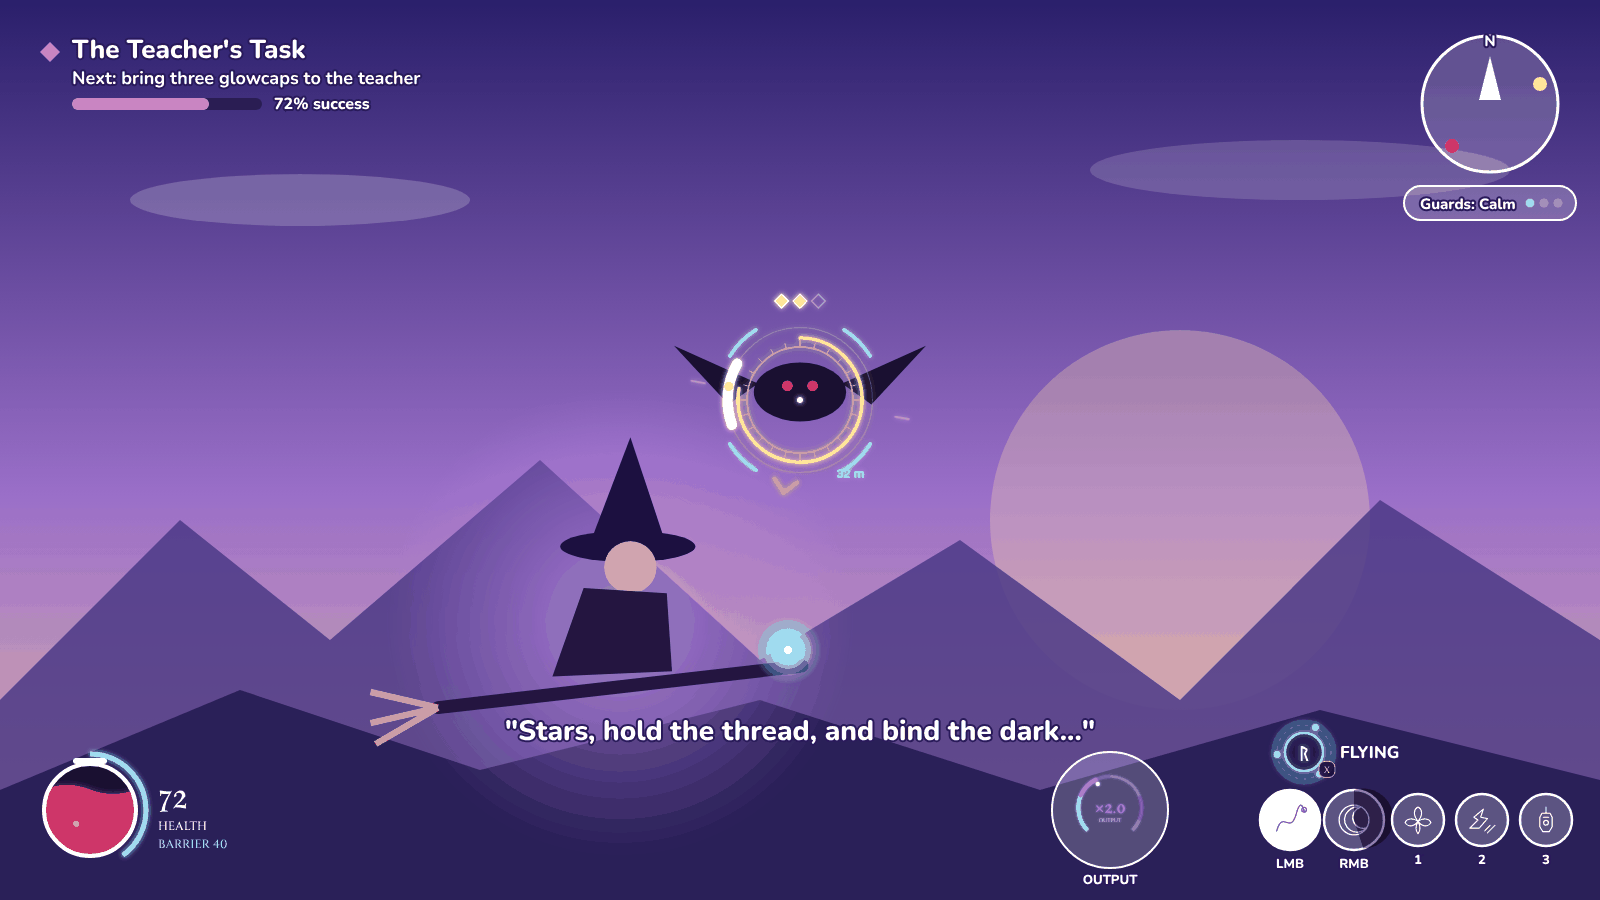 The Teacher's Task
Next: bring three glowcaps to the teacher
72% success
N
Guards: Calm
32 m
"Stars, hold the thread, and bind the dark..."
72
HEALTH
BARRIER 40
×2.0
OUTPUT
OUTPUT
ᚱ
X
FLYING
LMB
RMB
1
2
3